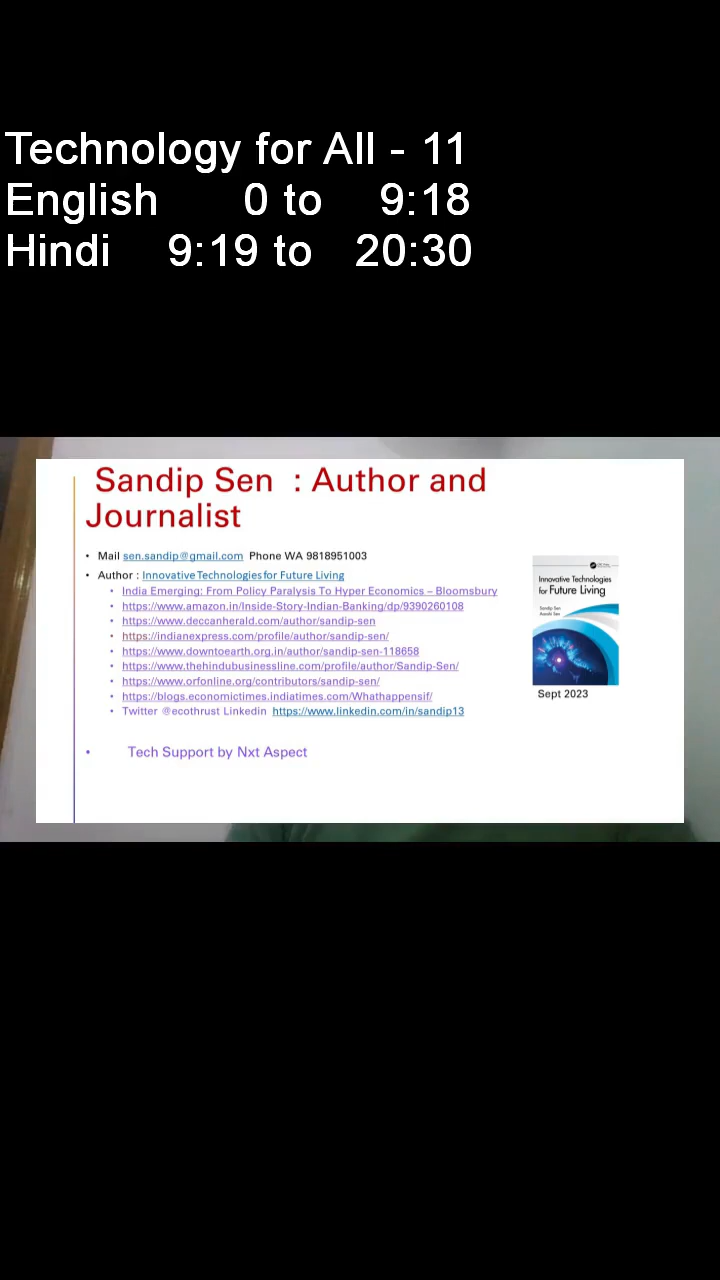 Technology for All - 11
English 0 to 9:18
Hindi 9:19 to 20:30
Sandip Sen : Author and
Journalist
• Mail sen.sandip@gmail.com Phone WA 9818951003
• Author : Innovative Technologies for Future Living
• India Emerging: From Policy Paralysis To Hyper Economics – Bloomsbury
• https://www.amazon.in/Inside-Story-Indian-Banking/dp/9390260108
• https://www.deccanherald.com/author/sandip-sen
• https://indianexpress.com/profile/author/sandip-sen/
• https://www.downtoearth.org.in/author/sandip-sen-118658
• https://www.thehindubusinessline.com/profile/author/Sandip-Sen/
• https://www.orfonline.org/contributors/sandip-sen/
• https://blogs.economictimes.indiatimes.com/Whathappensif/
• Twitter @ecothrust Linkedin https://www.linkedin.com/in/sandip13
• Tech Support by Nxt Aspect
Innovative Technologies
for Future Living
Sandip Sen
Sept 2023